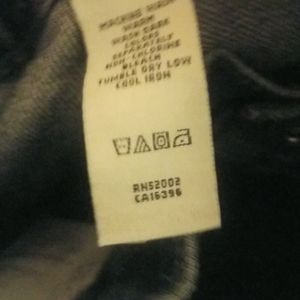 MACHINE WASH
WARM
WASH DARK
COLORS
SEPARATELY
NON-CHLORINE
BLEACH
TUMBLE DRY LOW
COOL IRON
RN52002
CA16396